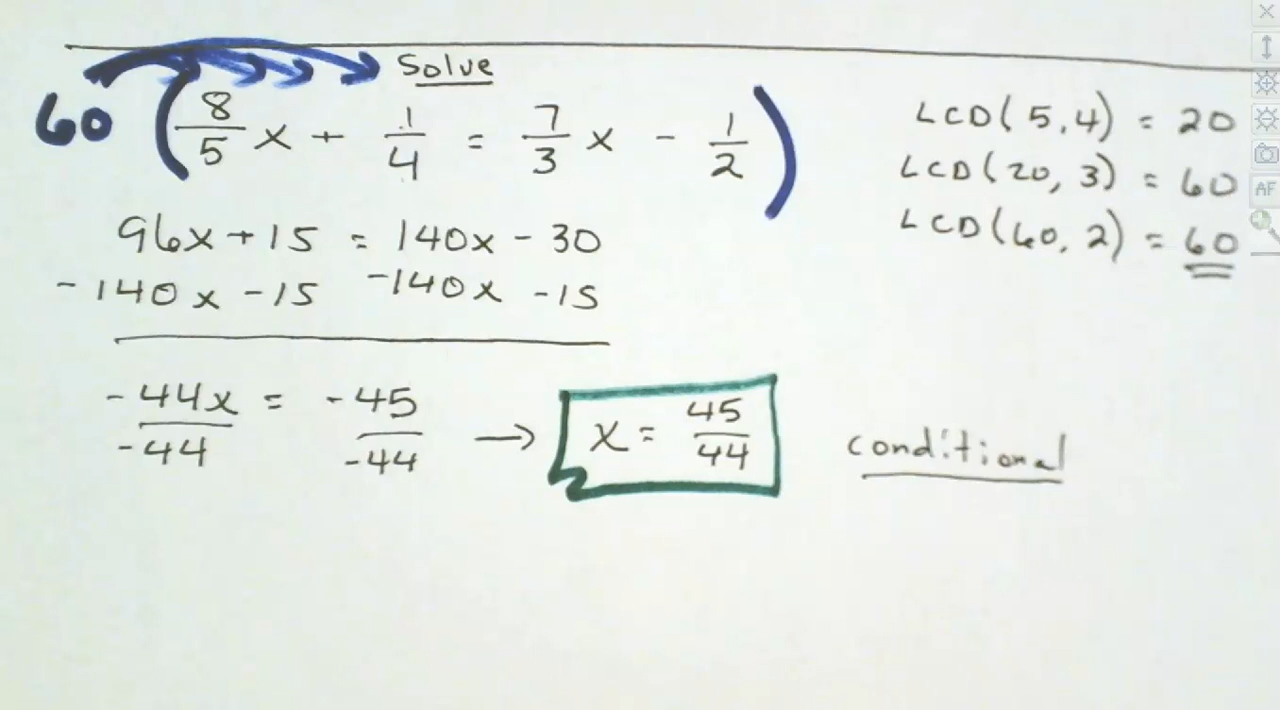 Solve
60 ( 8/5 x + 1/4 = 7/3 x - 1/2 )
96x + 15 = 140x - 30
- 140x - 15 -140x - 15
-44x = -45
-44 -44
→ x = 45/44
conditional
LCD(5,4) = 20
LCD(20, 3) = 60
LCD(60, 2) = 60
AF